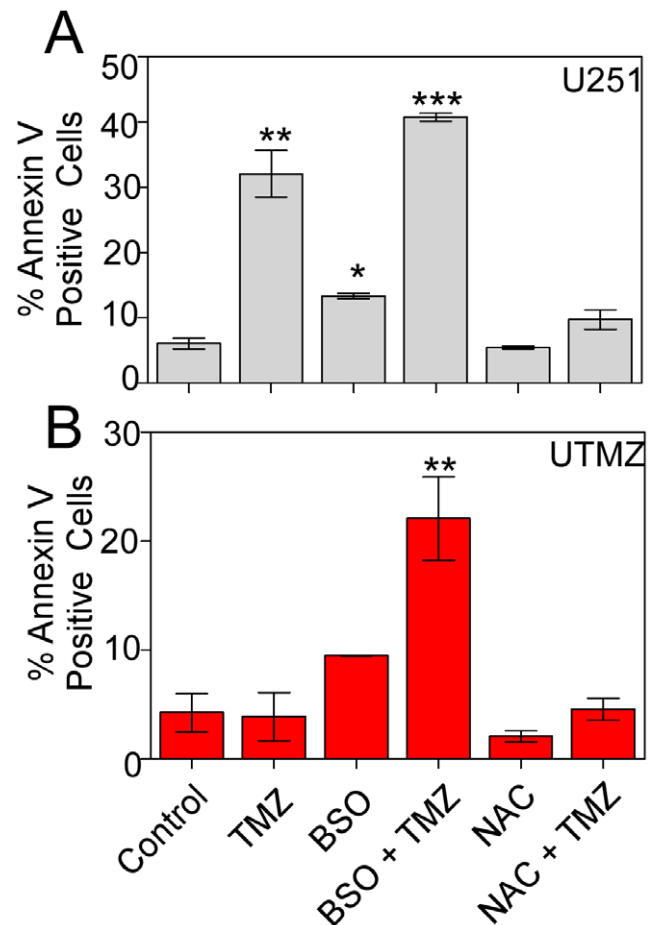 A
U251
% Annexin V
Positive Cells
50
40
30
20
10
0
**
*
***
B
UTMZ
% Annexin V
Positive Cells
30
20
10
0
**
Control
TMZ
BSO
BSO + TMZ
NAC
NAC + TMZ